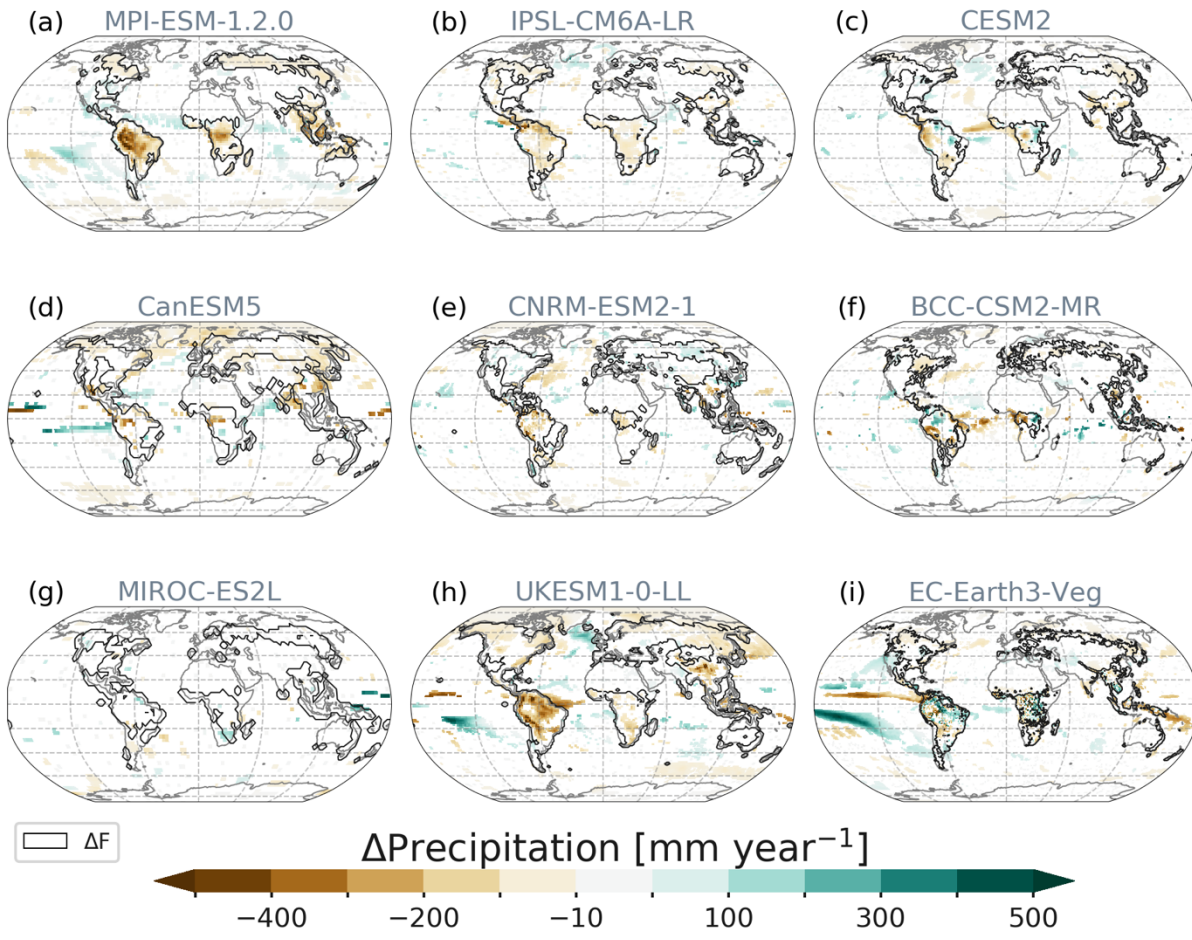 (a) MPI-ESM-1.2.0
(b) IPSL-CM6A-LR
(c) CESM2
(d) CanESM5
(e) CNRM-ESM2-1
(f) BCC-CSM2-MR
(g) MIROC-ES2L
(h) UKESM1-0-LL
(i) EC-Earth3-Veg
ΔF
ΔPrecipitation [mm year⁻¹]
−400 −200 −10 100 300 500